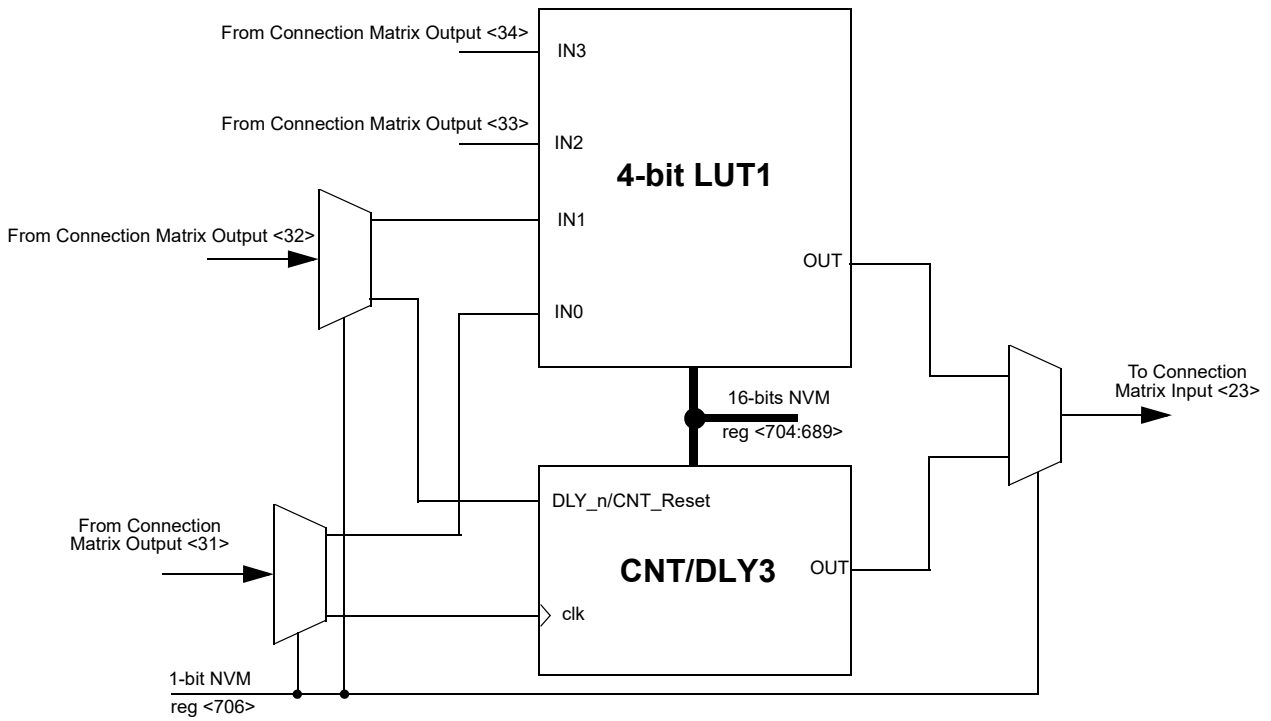 From Connection Matrix Output <34>
IN3
From Connection Matrix Output <33>
IN2
4-bit LUT1
IN1
From Connection Matrix Output <32>
OUT
IN0
To Connection
Matrix Input <23>
16-bits NVM
reg <704:689>
DLY_n/CNT_Reset
From Connection
Matrix Output <31>
CNT/DLY3
OUT
clk
1-bit NVM
reg <706>